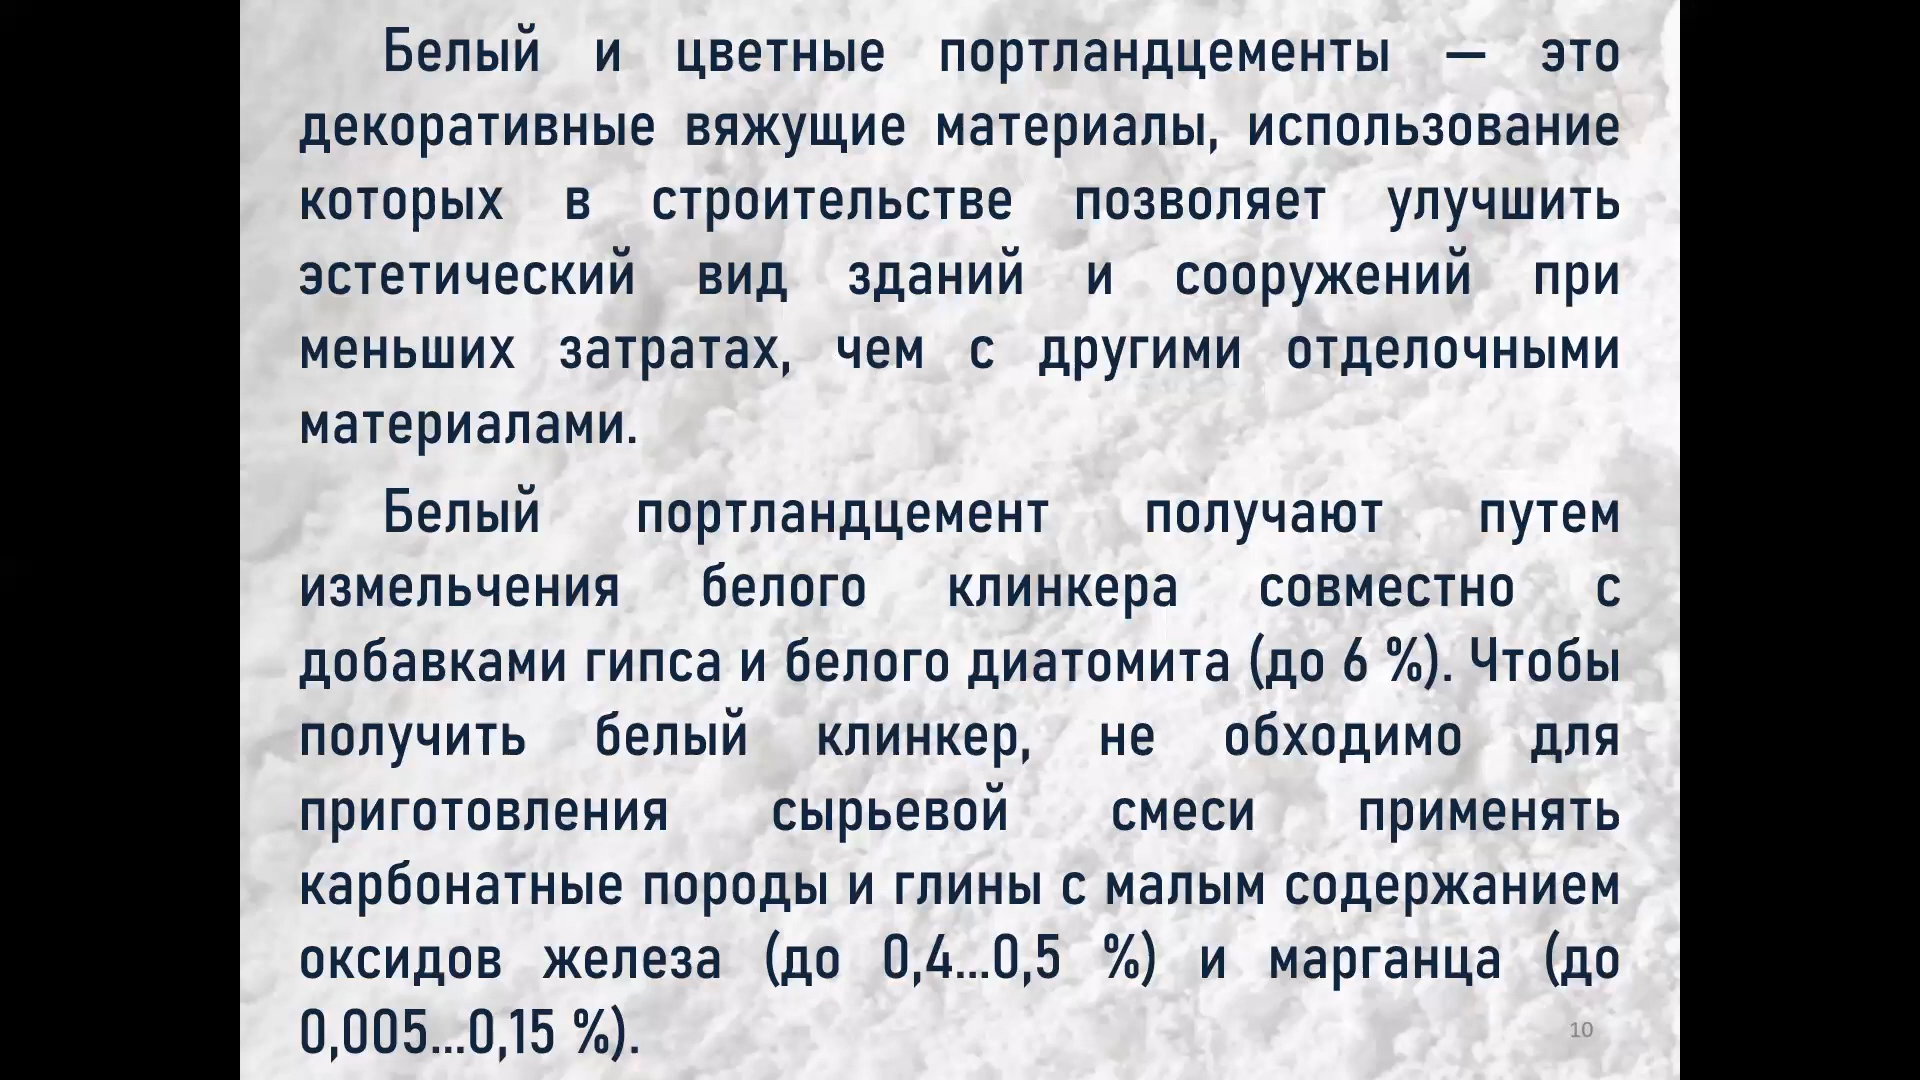 Белый и цветные портландцементы — это
декоративные вяжущие материалы, использование
которых в строительстве позволяет улучшить
эстетический вид зданий и сооружений при
меньших затратах, чем с другими отделочными
материалами.
Белый портландцемент получают путем
измельчения белого клинкера совместно с
добавками гипса и белого диатомита (до 6 %). Чтобы
получить белый клинкер, не обходимо для
приготовления сырьевой смеси применять
карбонатные породы и глины с малым содержанием
оксидов железа (до 0,4...0,5 %) и марганца (до
0,005...0,15 %).
10